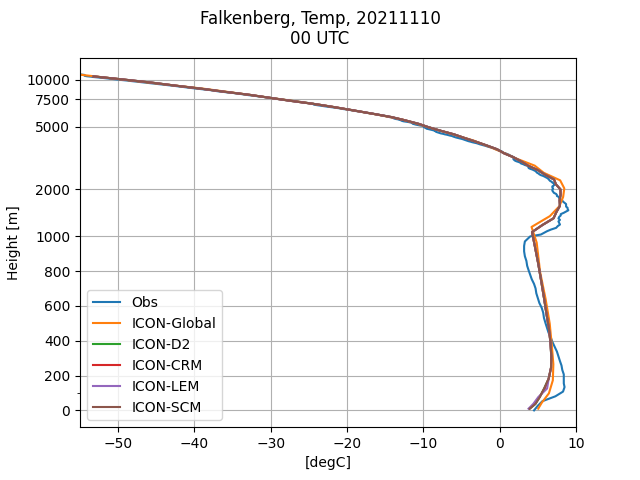 Falkenberg, Temp, 20211110
00 UTC
Height [m]
10000
7500
5000
2000
1000
800
600
400
200
0
Obs
ICON-Global
ICON-D2
ICON-CRM
ICON-LEM
ICON-SCM
−50 −40 −30 −20 −10 0 10
[degC]